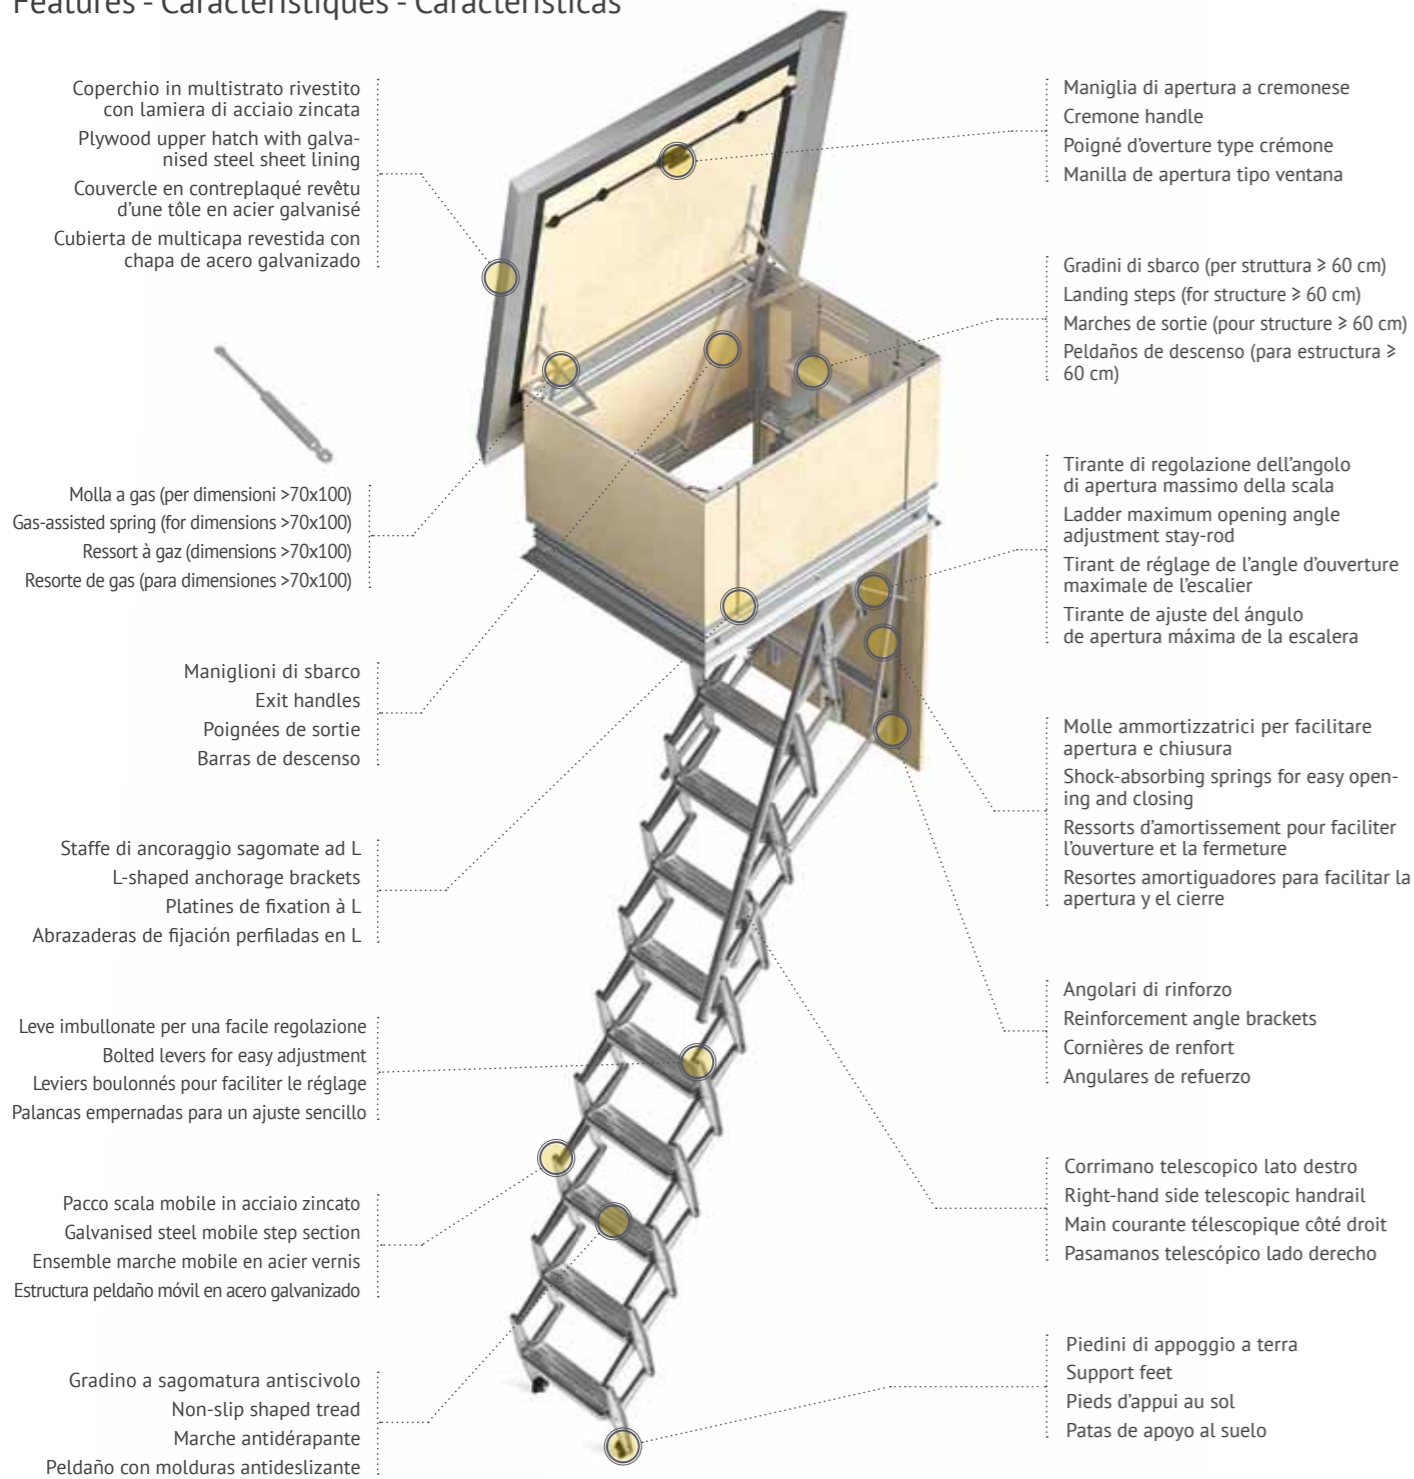 Features - Caractéristiques - Características
Coperchio in multistrato rivestito
con lamiera di acciaio zincata
Plywood upper hatch with galva-
nised steel sheet lining
Couvercle en contreplaqué revêtu
d'une tôle en acier galvanisé
Cubierta de multicapa revestida con
chapa de acero galvanizado
Molla a gas (per dimensioni >70x100)
Gas-assisted spring (for dimensions >70x100)
Ressort à gaz (dimensions >70x100)
Resorte de gas (para dimensiones >70x100)
Maniglioni di sbarco
Exit handles
Poignées de sortie
Barras de descenso
Staffe di ancoraggio sagomate ad L
L-shaped anchorage brackets
Platines de fixation à L
Abrazaderas de fijación perfiladas en L
Leve imbullonate per una facile regolazione
Bolted levers for easy adjustment
Leviers boulonnés pour faciliter le réglage
Palancas empernadas para un ajuste sencillo
Pacco scala mobile in acciaio zincato
Galvanised steel mobile step section
Ensemble marche mobile en acier vernis
Estructura peldaño móvil en acero galvanizado
Gradino a sagomatura antiscivolo
Non-slip shaped tread
Marche antidérapante
Peldaño con molduras antideslizante
Maniglia di apertura a cremonese
Cremone handle
Poigné d'overture type crémone
Manilla de apertura tipo ventana
Gradini di sbarco (per struttura ≥ 60 cm)
Landing steps (for structure ≥ 60 cm)
Marches de sortie (pour structure ≥ 60 cm)
Peldaños de descenso (para estructura ≥
60 cm)
Tirante di regolazione dell'angolo
di apertura massimo della scala
Ladder maximum opening angle
adjustment stay-rod
Tirant de réglage de l'angle d'ouverture
maximale de l'escalier
Tirante de ajuste del ángulo
de apertura máxima de la escalera
Molle ammortizzatrici per facilitare
apertura e chiusura
Shock-absorbing springs for easy open-
ing and closing
Ressorts d'amortissement pour faciliter
l'ouverture et la fermeture
Resortes amortiguadores para facilitar la
apertura y el cierre
Angolari di rinforzo
Reinforcement angle brackets
Cornières de renfort
Angulares de refuerzo
Corrimano telescopico lato destro
Right-hand side telescopic handrail
Main courante télescopique côté droit
Pasamanos telescópico lado derecho
Piedini di appoggio a terra
Support feet
Pieds d'appui au sol
Patas de apoyo al suelo